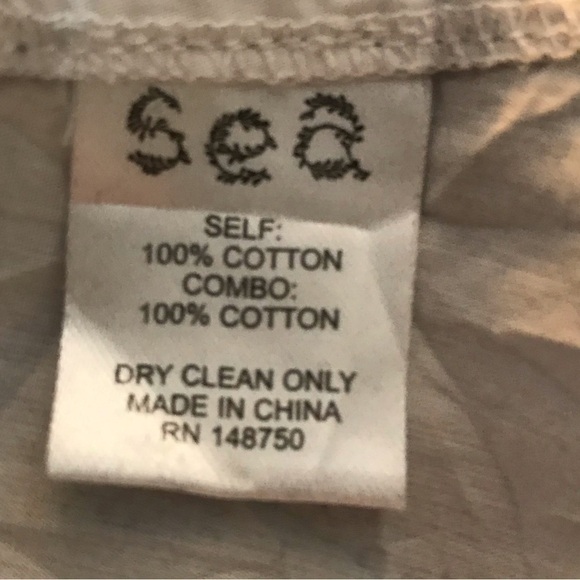 sea
SELF:
100% COTTON
COMBO:
100% COTTON
DRY CLEAN ONLY
MADE IN CHINA
RN 148750